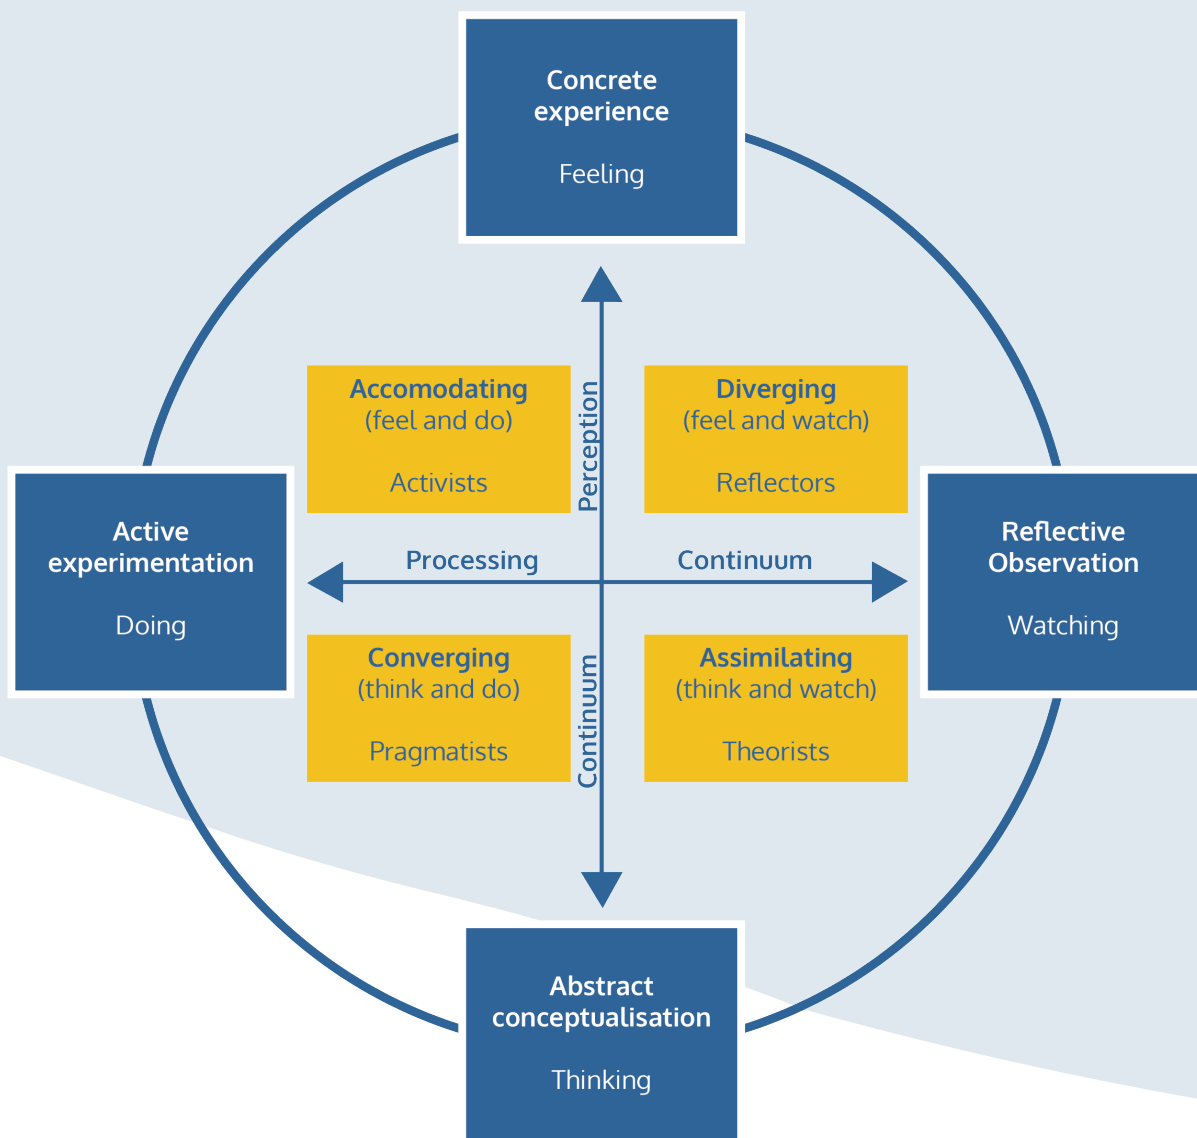 Concrete
experience
Feeling
Accomodating
(feel and do)
Activists
Perception
Diverging
(feel and watch)
Reflectors
Active
experimentation
Doing
Processing
Continuum
Reflective
Observation
Watching
Converging
(think and do)
Pragmatists
Continuum
Assimilating
(think and watch)
Theorists
Abstract
conceptualisation
Thinking